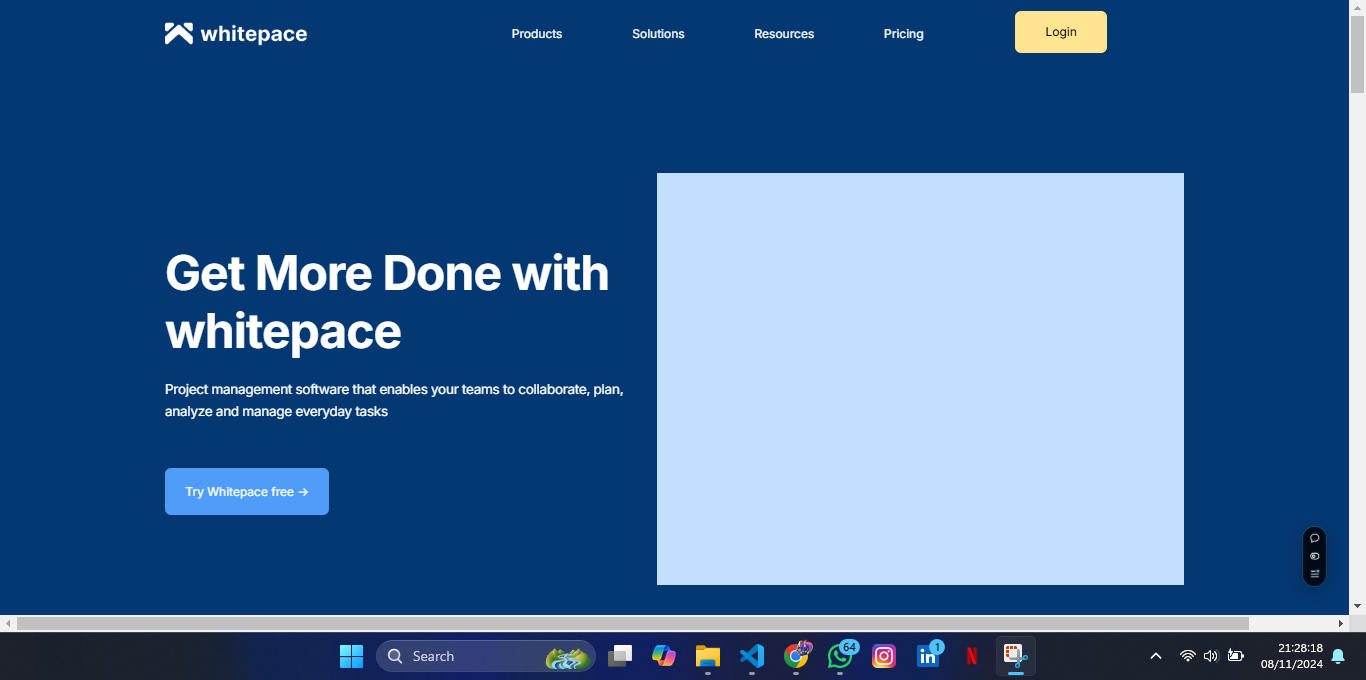 whitepace
Products
Solutions
Resources
Pricing
Login
Get More Done with
whitepace
Project management software that enables your teams to collaborate, plan,
analyze and manage everyday tasks
Try Whitepace free →
Search
64
in
1
N
21:28:18
08/11/2024